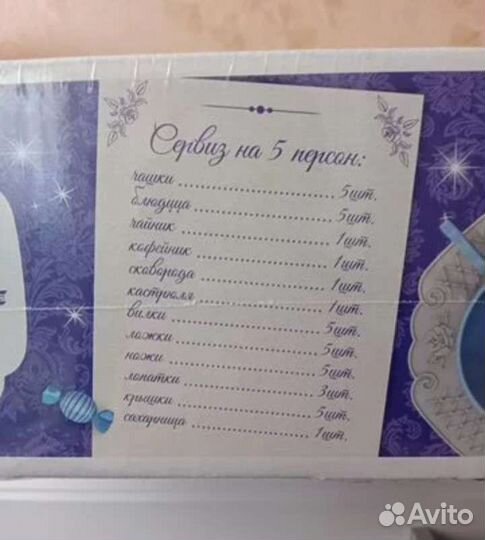 Сервиз на 5 персон:
чашки .......................... 5шт.
блюдца .......................... 5шт.
чайник .......................... 1шт.
кофейник .......................... 1шт.
сковорода .......................... 1шт.
кастрюля .......................... 1шт.
вилки .......................... 5шт.
ложки .......................... 5шт.
ножи .......................... 5шт.
лопатки .......................... 3шт.
крышки .......................... 5шт.
сахарница .......................... 1шт.
Avito